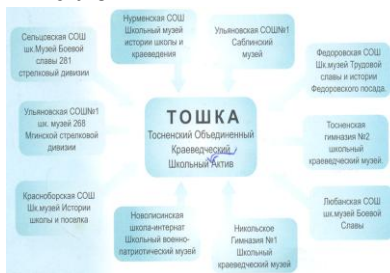 Нурменская СОШ
Школьный музей
истории школы и
краеведения
Ульяновская СОШ№1
Саблинский
музей
Сельцовская СОШ
шк.Музей Боевой
славы 281
стрелковый дивизии
Федоровская СОШ
Шк.музей Трудовой
славы и истории
Федоровского посада.
Ульяновская СОШ№1
шк. музей 268
Мгинской стрелковой
дивизии
ТОШКА
Тосненский Объединенный
Краеведческий
Школьный Актив
Тосненская
гимназия №2
школьный
краеведческий музей.
Красноборская СОШ
Шк.музей Истории
школы и поселка
Новолисинская
школа-интернат
Школьный военно-
патриотический музей
Никольское
Гимназия №1
Школьный
краеведческий музей
Любанская СОШ
шк.музей Боевой
Славы